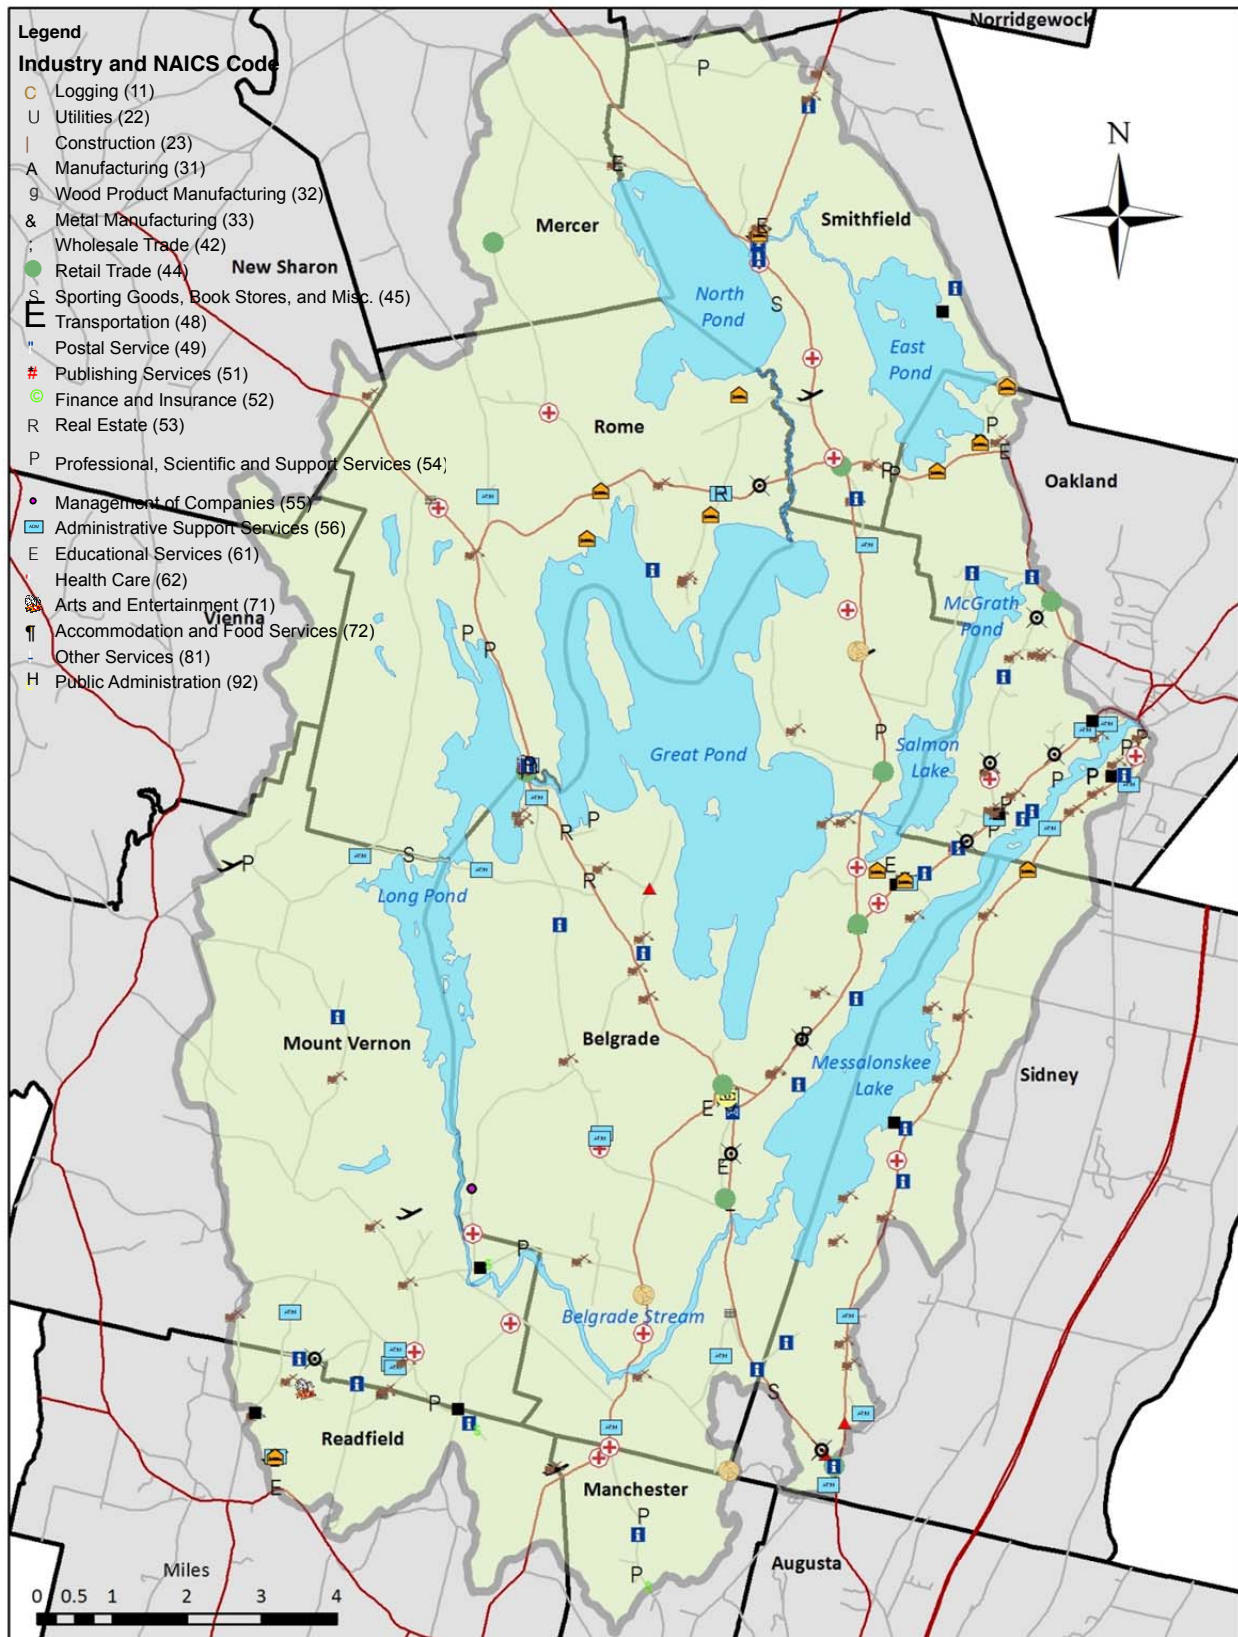 Legend
Industry and NAICS Code
C Logging (11)
U Utilities (22)
| Construction (23)
A Manufacturing (31)
g Wood Product Manufacturing (32)
& Metal Manufacturing (33)
; Wholesale Trade (42)
Retail Trade (44)
S Sporting Goods, Book Stores, and Misc. (45)
E Transportation (48)
" Postal Service (49)
# Publishing Services (51)
© Finance and Insurance (52)
R Real Estate (53)
P Professional, Scientific and Support Services (54)
Management of Companies (55)
Administrative Support Services (56)
E Educational Services (61)
Health Care (62)
Arts and Entertainment (71)
¶ Accommodation and Food Services (72)
- Other Services (81)
H Public Administration (92)
Norridgewock
N
Mercer
Smithfield
New Sharon
North
Pond
East
Pond
Rome
Oakland
Vienna
McGrath
Pond
Great Pond
Salmon
Lake
Long Pond
Mount Vernon
Belgrade
Messalonskee
Lake
Sidney
Belgrade Stream
Readfield
Manchester
Augusta
Miles
0 0.5 1 2 3 4